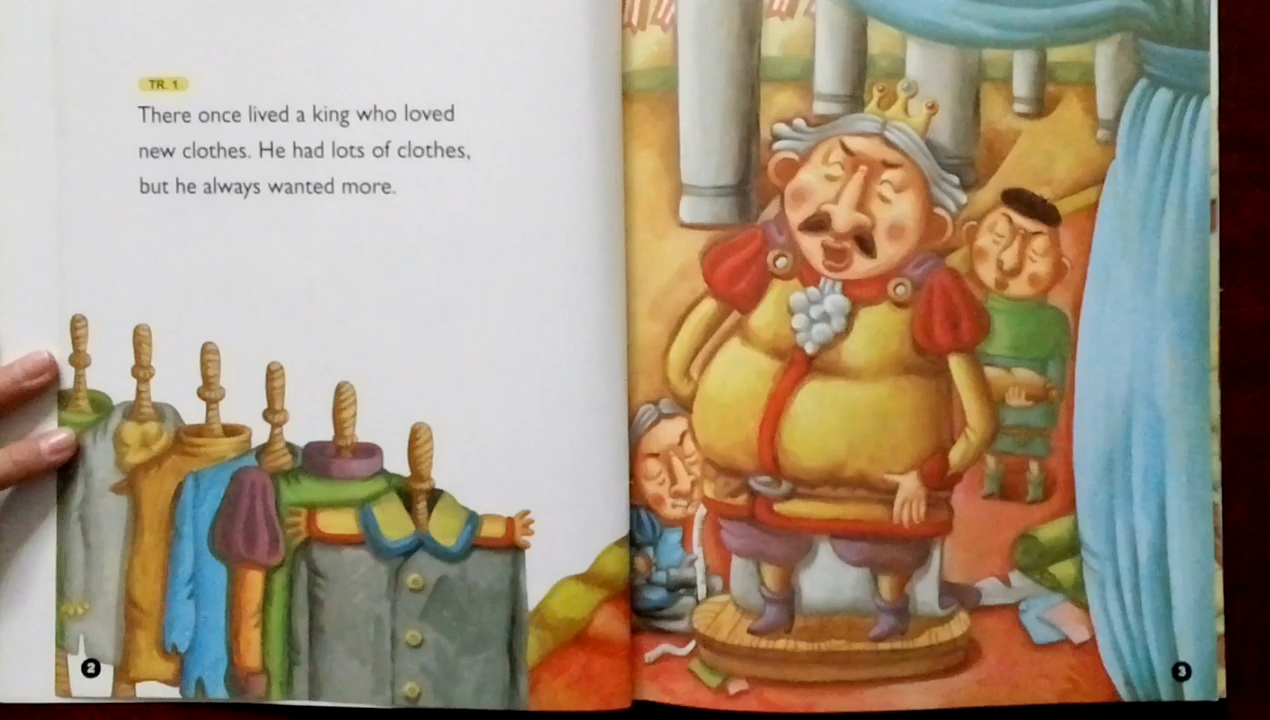 TR. 1
There once lived a king who loved
new clothes. He had lots of clothes,
but he always wanted more.
2
3